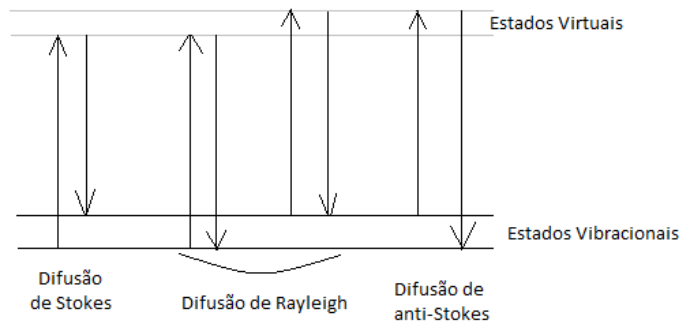 Estados Virtuais
Estados Vibracionais
Difusão
de Stokes
Difusão de Rayleigh
Difusão de
anti-Stokes